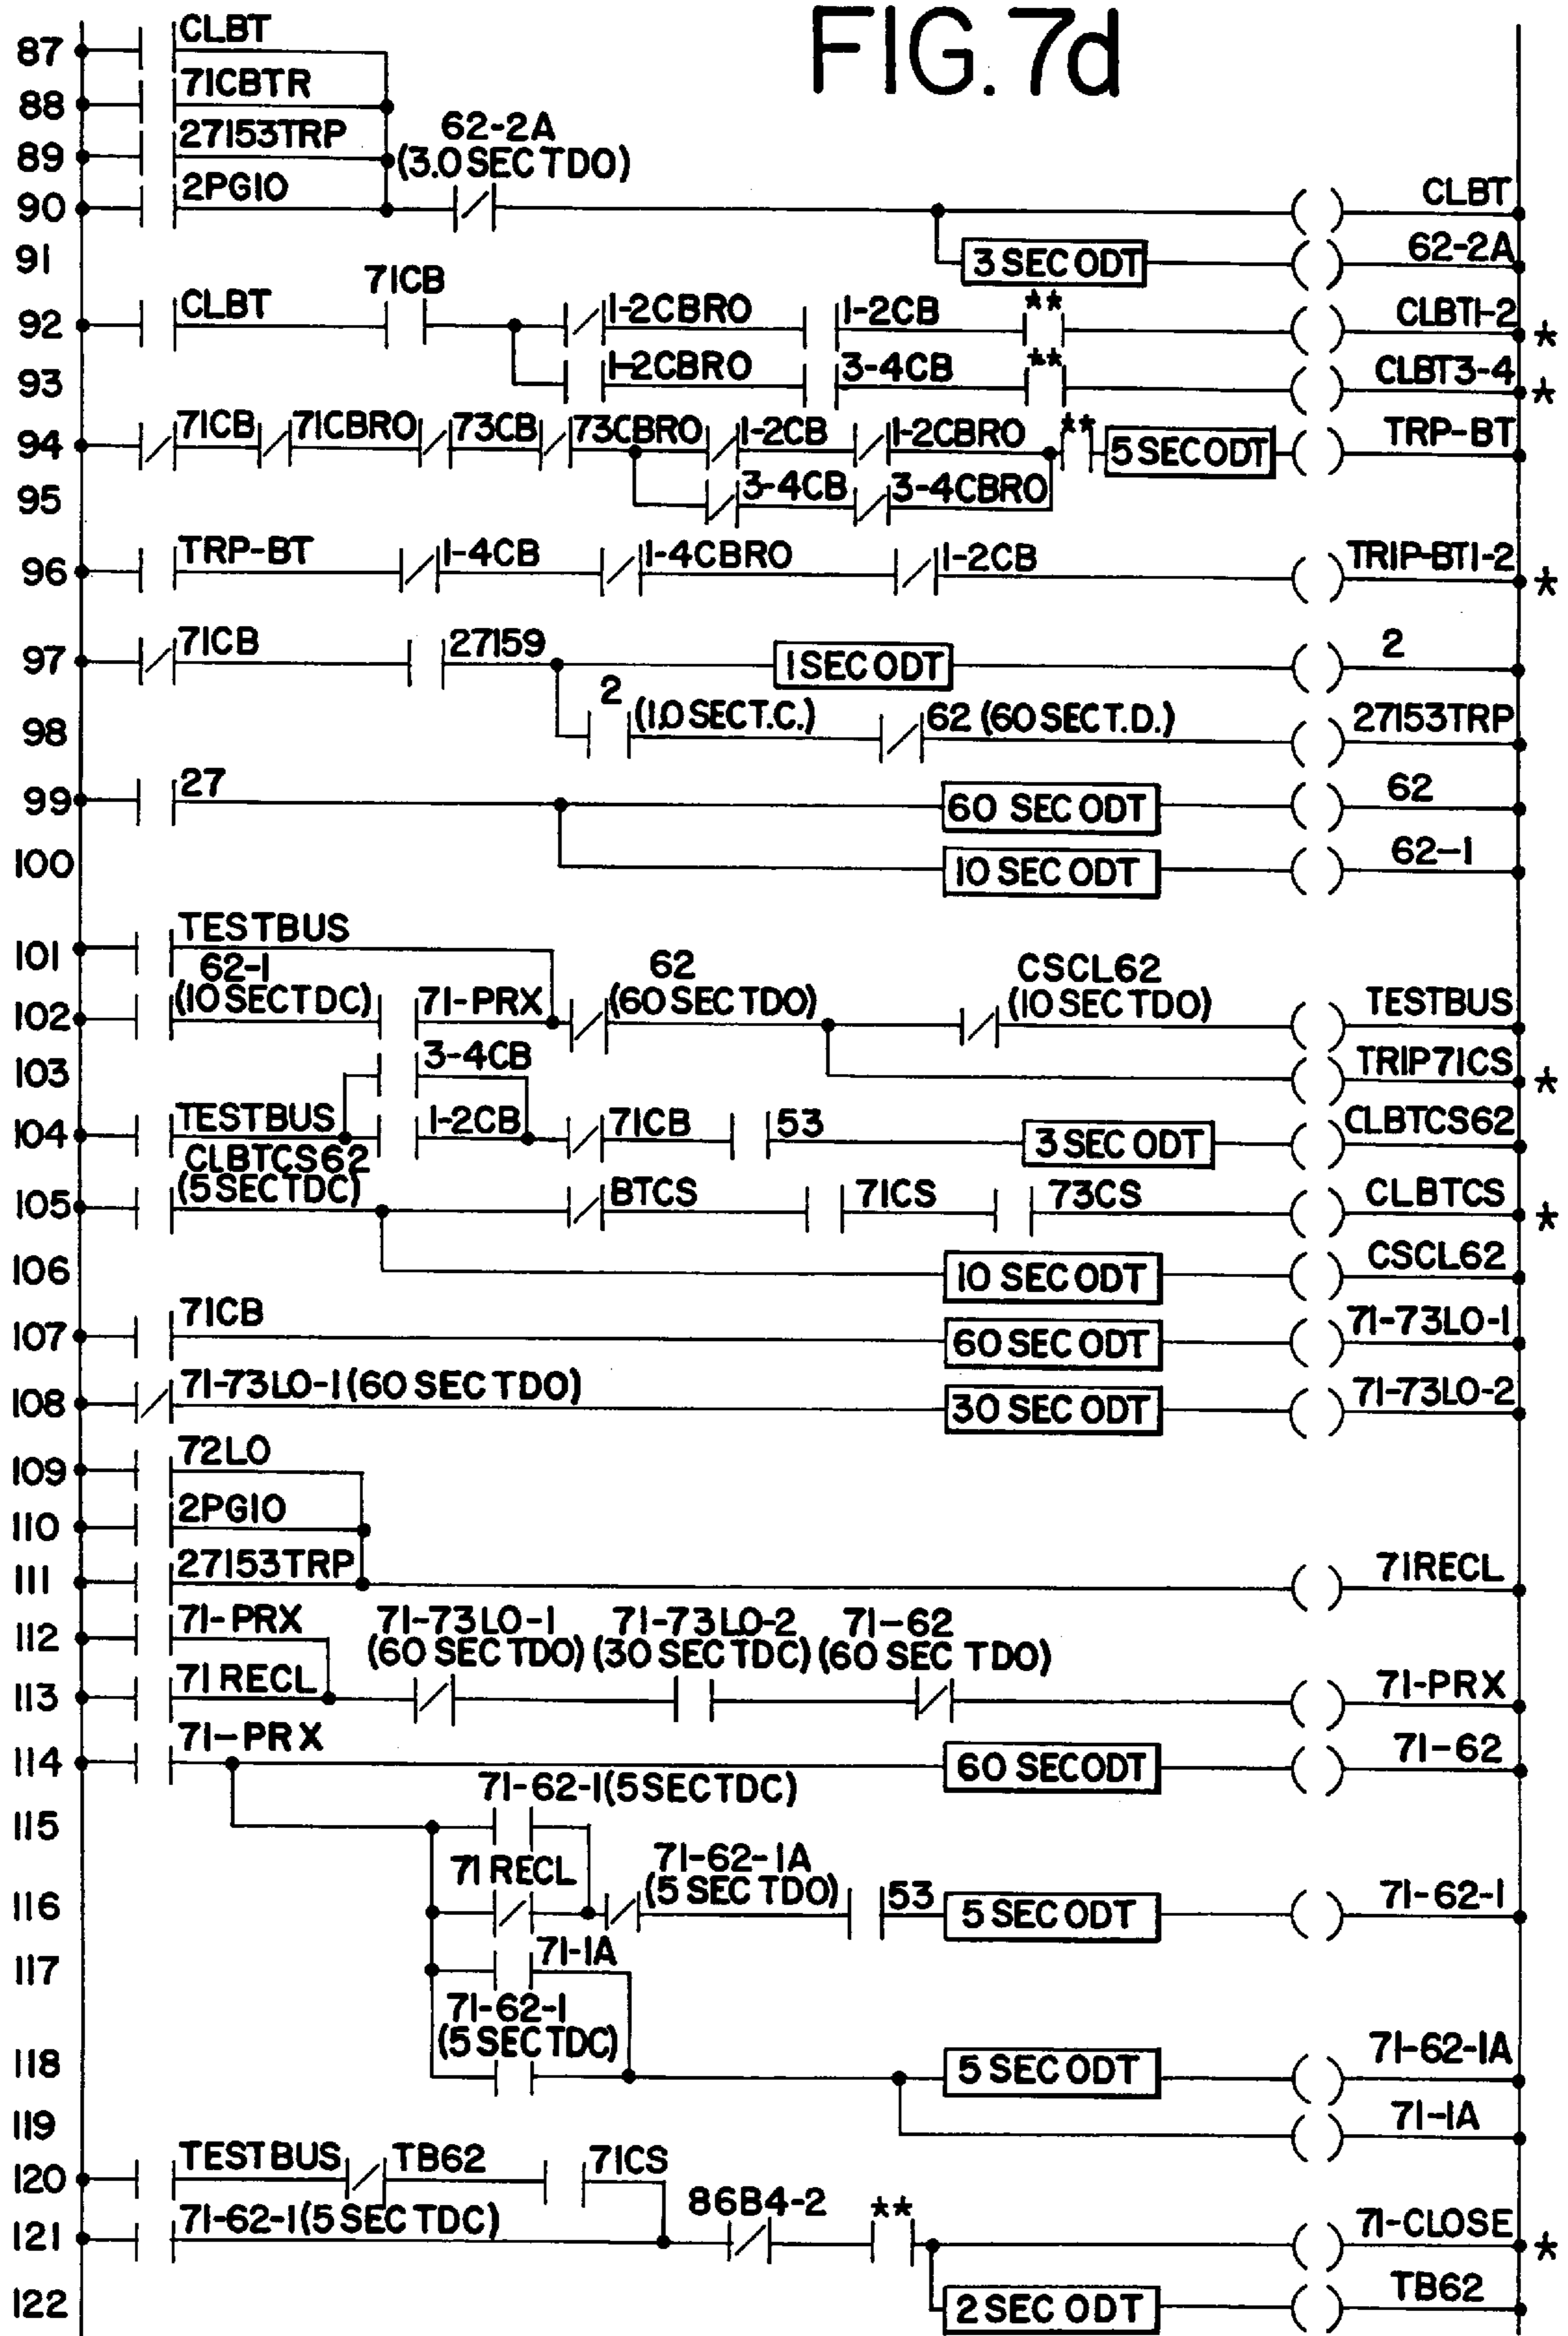 FIG. 7d
87 CLBT
88 71CBTR
89 27153TRP 62-2A (3.0 SEC TDO)
90 2PG10 CLBT
91 3 SEC ODT 62-2A
92 CLBT 71CB 1-2CBRO 1-2CB ** CLBT1-2 *
93 1-2CBRO 3-4CB ** CLBT3-4 *
94 71CB 71CBRO 73CB 73CBRO 1-2CB 1-2CBRO ** 5 SEC ODT TRP-BT
95 3-4CB 3-4CBRO
96 TRP-BT 1-4CB 1-4CBRO 1-2CB TRIP-BT1-2 *
97 71CB 27159 1 SEC ODT 2
98 2 (1.0 SEC T.C.) 62 (60 SEC T.D.) 27153TRP
99 27 60 SEC ODT 62
100 10 SEC ODT 62-1
101 TESTBUS
102 62-1 (10 SEC TDC) 71-PRX 62 (60 SEC TDO) CSCL62 (10 SEC TDO) TESTBUS
103 3-4CB TRIP71CS *
104 TESTBUS 1-2CB 71CB 53 3 SEC ODT CLBTCS62
105 CLBTCS62 (5 SEC TDC) BTCS 71CS 73CS CLBTCS *
106 10 SEC ODT CSCL62
107 71CB 60 SEC ODT 71-73LO-1
108 71-73LO-1 (60 SEC TDO) 30 SEC ODT 71-73LO-2
109 72LO
110 2PG10
111 27153TRP 71RECL
112 71-PRX 71-73LO-1 (60 SEC TDO) 71-73LO-2 (30 SEC TDC) 71-62 (60 SEC TDO)
113 71 RECL 71-PRX
114 71-PRX 60 SEC ODT 71-62
115 71-62-1 (5 SEC TDC)
116 71 RECL 71-62-1A (5 SEC TDO) 53 5 SEC ODT 71-62-1
117 71-1A
118 71-62-1 (5 SEC TDC) 5 SEC ODT 71-62-1A
119 71-1A
120 TESTBUS TB62 71CS
121 71-62-1 (5 SEC TDC) 86B4-2 ** 71-CLOSE *
122 2 SEC ODT TB62